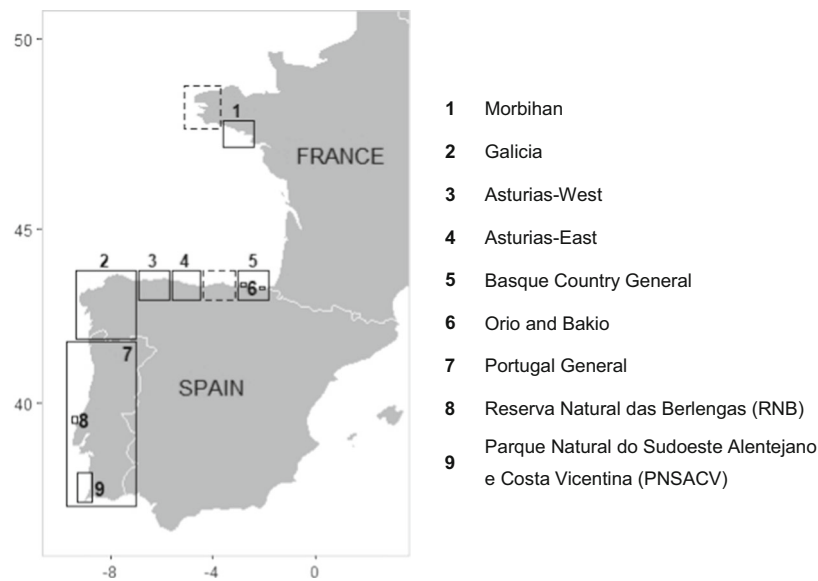 50
45
40
-8
-4
0
FRANCE
SPAIN
1
2
3
4
5
6
7
8
9
1 Morbihan
2 Galicia
3 Asturias-West
4 Asturias-East
5 Basque Country General
6 Orio and Bakio
7 Portugal General
8 Reserva Natural das Berlengas (RNB)
9 Parque Natural do Sudoeste Alentejano
e Costa Vicentina (PNSACV)